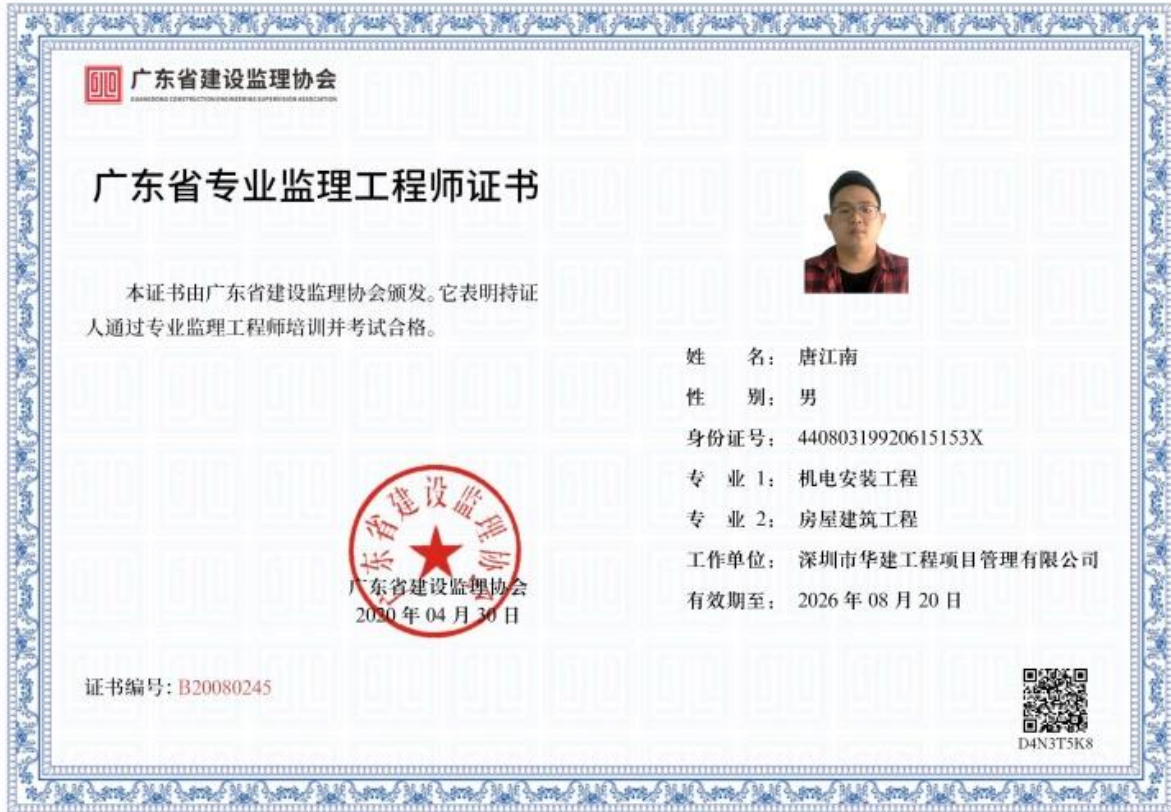 广东省建设监理协会
GUANGDONG CONSTRUCTION ENGINEERING SUPERVISION ASSOCIATION
广东省专业监理工程师证书
本证书由广东省建设监理协会颁发。它表明持证
人通过专业监理工程师培训并考试合格。
姓 名： 唐江南
性 别： 男
身份证号： 44080319920615153X
专 业 1： 机电安装工程
专 业 2： 房屋建筑工程
工作单位： 深圳市华建工程项目管理有限公司
有效期至： 2026 年 08 月 20 日
广东省建设监理协会
广东省建设监理协会
2020 年 04 月 30 日
证书编号：B20080245
D4N3T5K8